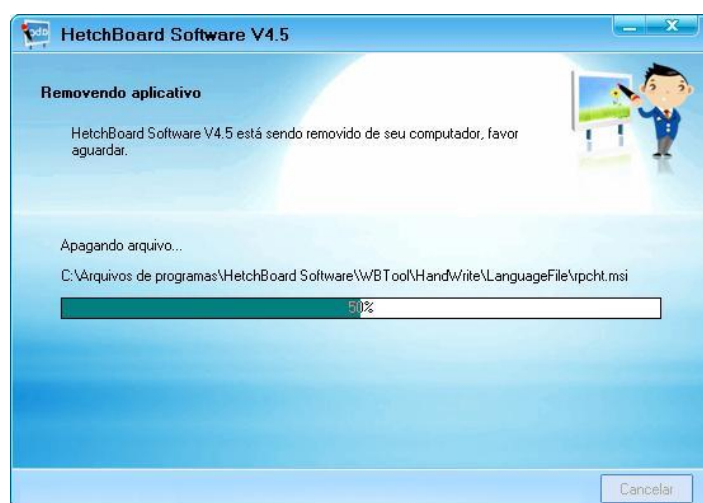 HetchBoard Software V4.5
Removendo aplicativo
HetchBoard Software V4.5 está sendo removido de seu computador, favor
aguardar.
Apagando arquivo...
C:\Arquivos de programas\HetchBoard Software\WBTool\HandWrite\LanguageFile\rpcht.msi
50%
Cancelar